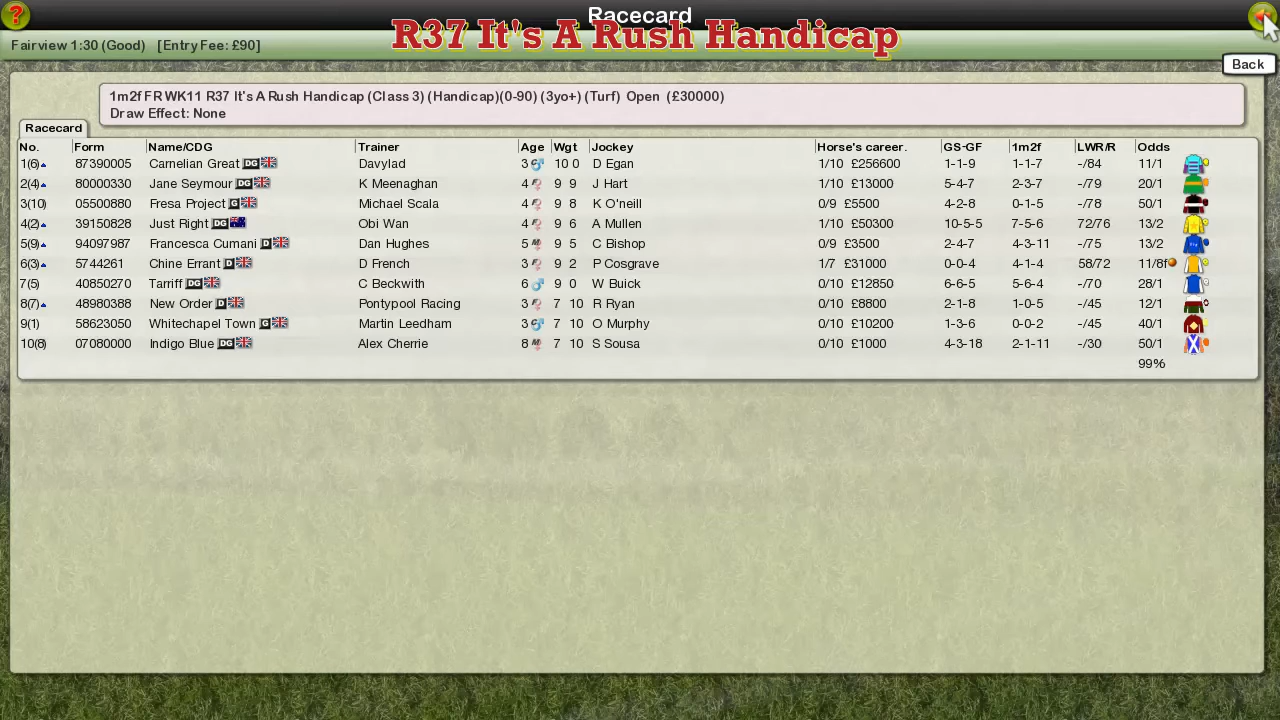 ?
Racecard
R37 It's A Rush Handicap
Fairview 1:30 (Good) [Entry Fee: £90]
Back
1m2f FR WK11 R37 It's A Rush Handicap (Class 3) (Handicap)(0-90) (3yo+) (Turf) Open (£30000)
Draw Effect: None
Racecard
No. Form Name/CDG Trainer Age Wgt Jockey Horse's career. GS-GF 1m2f LWR/R Odds
1(6) 87390005 Carnelian Great DG Davylad 3 10 0 D Egan 1/10 £256600 1-1-9 1-1-7 -/84 11/1
2(4) 80000330 Jane Seymour DG K Meenaghan 4 9 9 J Hart 1/10 £13000 5-4-7 2-3-7 -/79 20/1
3(10) 05500880 Fresa Project G Michael Scala 4 9 8 K O'neill 0/9 £5500 4-2-8 0-1-5 -/78 50/1
4(2) 39150828 Just Right DG Obi Wan 4 9 6 A Mullen 1/10 £50300 10-5-5 7-5-6 72/76 13/2
5(9) 94097987 Francesca Cumani D Dan Hughes 5 9 5 C Bishop 0/9 £3500 2-4-7 4-3-11 -/75 13/2
6(3) 5744261 Chine Errant D D French 3 9 2 P Cosgrave 1/7 £31000 0-0-4 4-1-4 58/72 11/8f
7(5) 40850270 Tarriff DG C Beckwith 6 9 0 W Buick 0/10 £12850 6-6-5 5-6-4 -/70 28/1
8(7) 48980388 New Order D Pontypool Racing 3 7 10 R Ryan 0/10 £8800 2-1-8 1-0-5 -/45 12/1
9(1) 58623050 Whitechapel Town G Martin Leedham 3 7 10 O Murphy 0/10 £10200 1-3-6 0-0-2 -/45 40/1
10(8) 07080000 Indigo Blue DG Alex Cherrie 8 7 10 S Sousa 0/10 £1000 4-3-18 2-1-11 -/30 50/1
99%